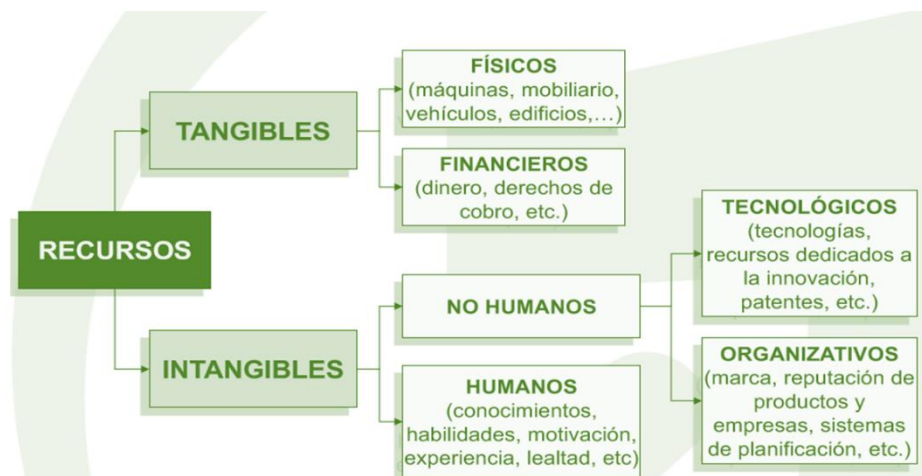 RECURSOS
TANGIBLES
FÍSICOS
(máquinas, mobiliario,
vehículos, edificios,...)
FINANCIEROS
(dinero, derechos de
cobro, etc.)
INTANGIBLES
NO HUMANOS
TECNOLÓGICOS
(tecnologías,
recursos dedicados a
la innovación,
patentes, etc.)
ORGANIZATIVOS
(marca, reputación de
productos y
empresas, sistemas
de planificación, etc.)
HUMANOS
(conocimientos,
habilidades, motivación,
experiencia, lealtad, etc)